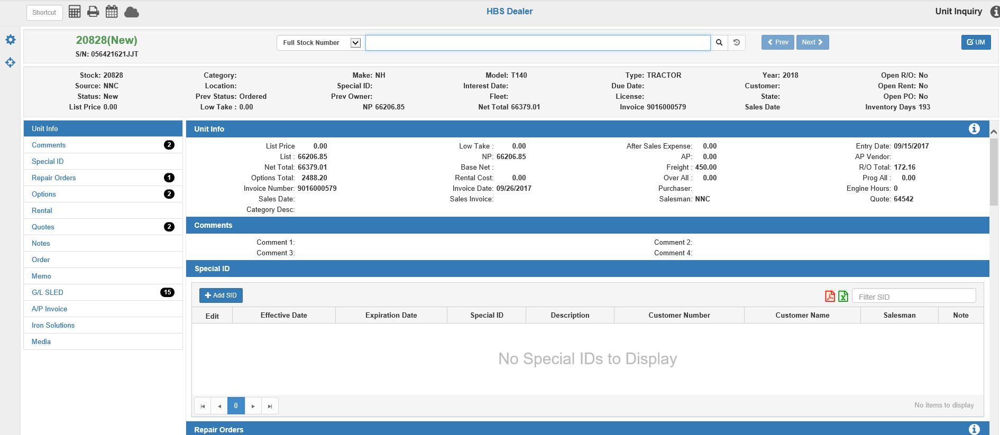 Shortcut
HBS Dealer
Unit Inquiry
20828(New)
S/N: 056421621JJT
Full Stock Number
Prev
Next
UM
Stock: 20828 Category: Make: NH Model: T140 Type: TRACTOR Year: 2018 Open R/O: No
Source: NNC Location: Special ID: Interest Date: Due Date: Customer: Open Rent: No
Status: New Prev Status: Ordered Prev Owner: Fleet: License: State: Open PO: No
List Price 0.00 Low Take : 0.00 NP 66206.85 Net Total 66379.01 Invoice 9016000579 Sales Date Inventory Days 193
Unit Info
Comments 2
Special ID
Repair Orders 1
Options 2
Rental
Quotes 2
Notes
Order
Memo
G/L SLED 15
A/P Invoice
Iron Solutions
Media
Unit Info
List Price 0.00 Low Take : 0.00 After Sales Expense: 0.00 Entry Date: 09/15/2017
List : 66206.85 NP: 66206.85 AP: 0.00 AP Vendor:
Net Total: 66379.01 Base Net : Freight : 450.00 R/O Total: 172.16
Options Total: 2488.20 Rental Cost: 0.00 Over All : 0.00 Prog All : 0.00
Invoice Number: 9016000579 Invoice Date: 09/26/2017 Purchaser: Engine Hours: 0
Sales Date: Sales Invoice: Salesman: NNC Quote: 64542
Category Desc:
Comments
Comment 1: Comment 2:
Comment 3: Comment 4:
Special ID
Add SID
Filter SID
Edit Effective Date Expiration Date Special ID Description Customer Number Customer Name Salesman Note
No Special IDs to Display
0
No items to display
Repair Orders